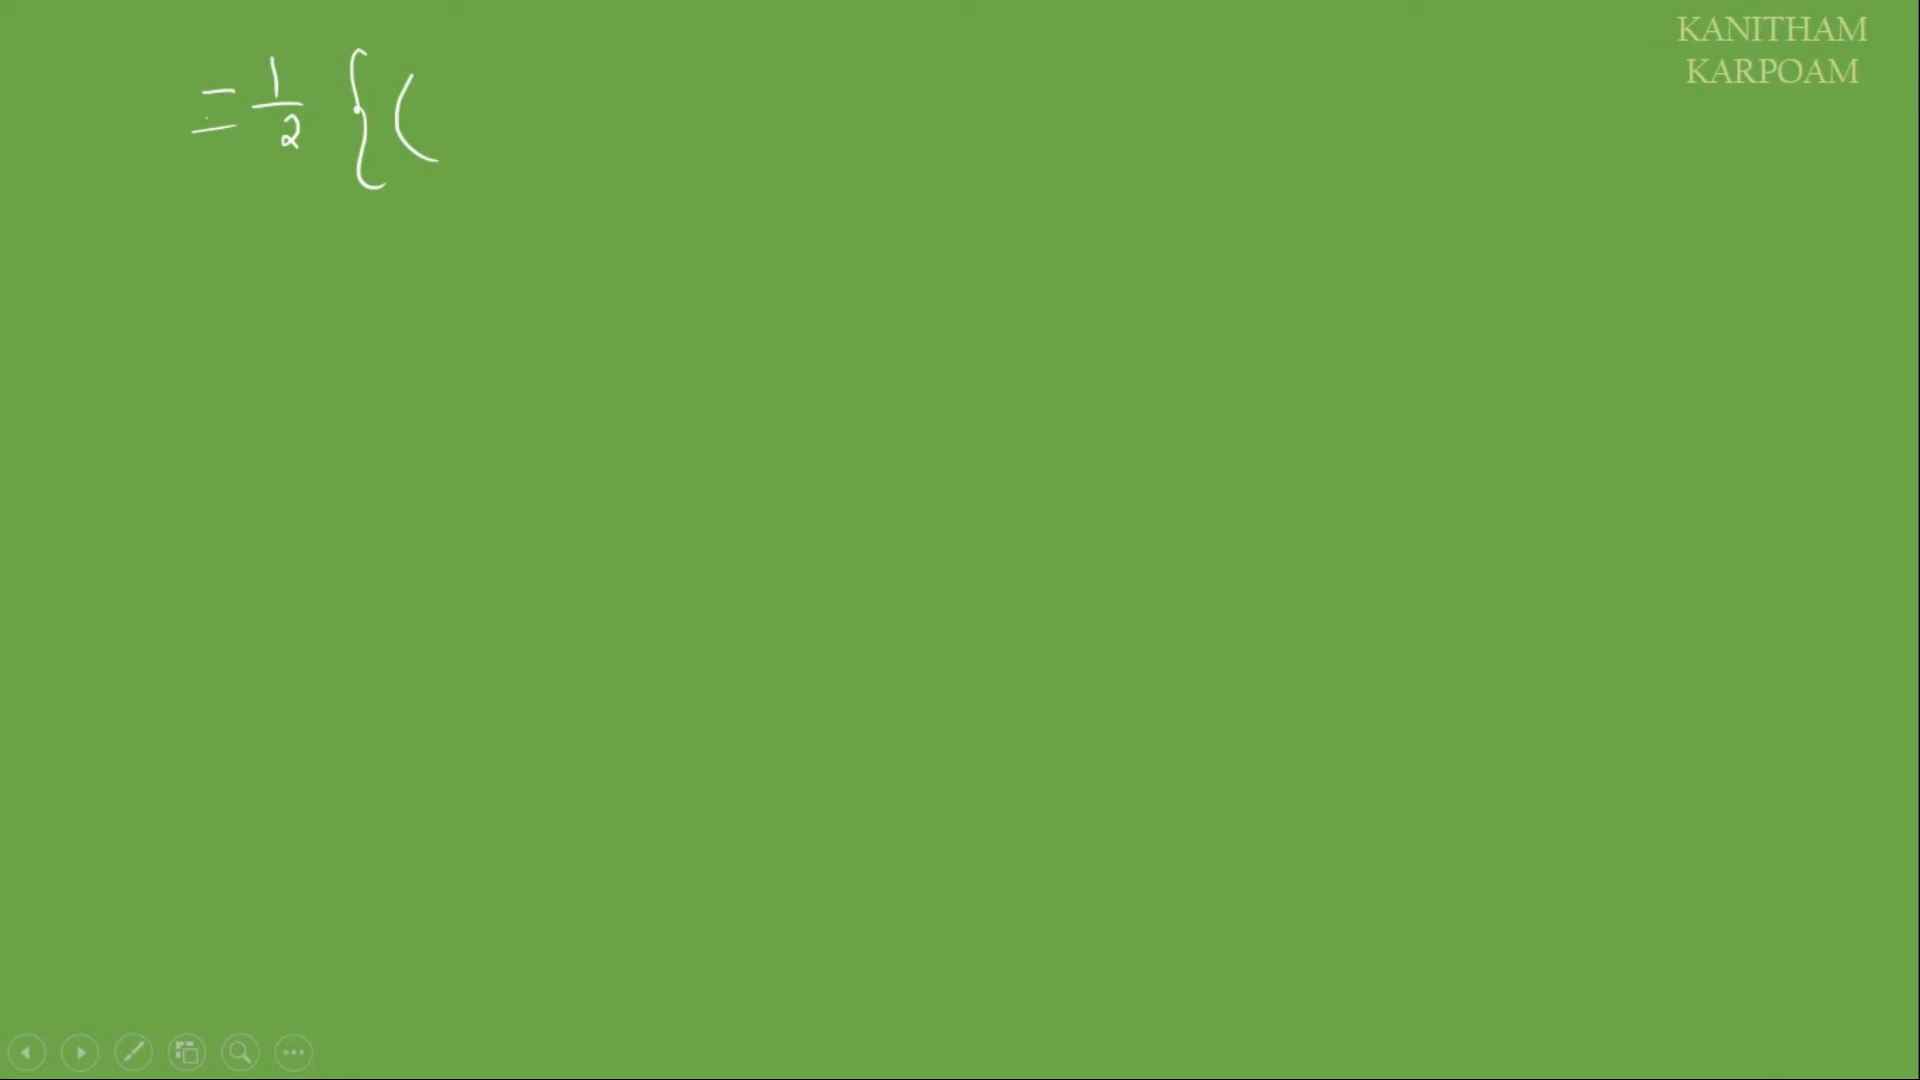 KANITHAM
KARPOAM
= 1/2 { (